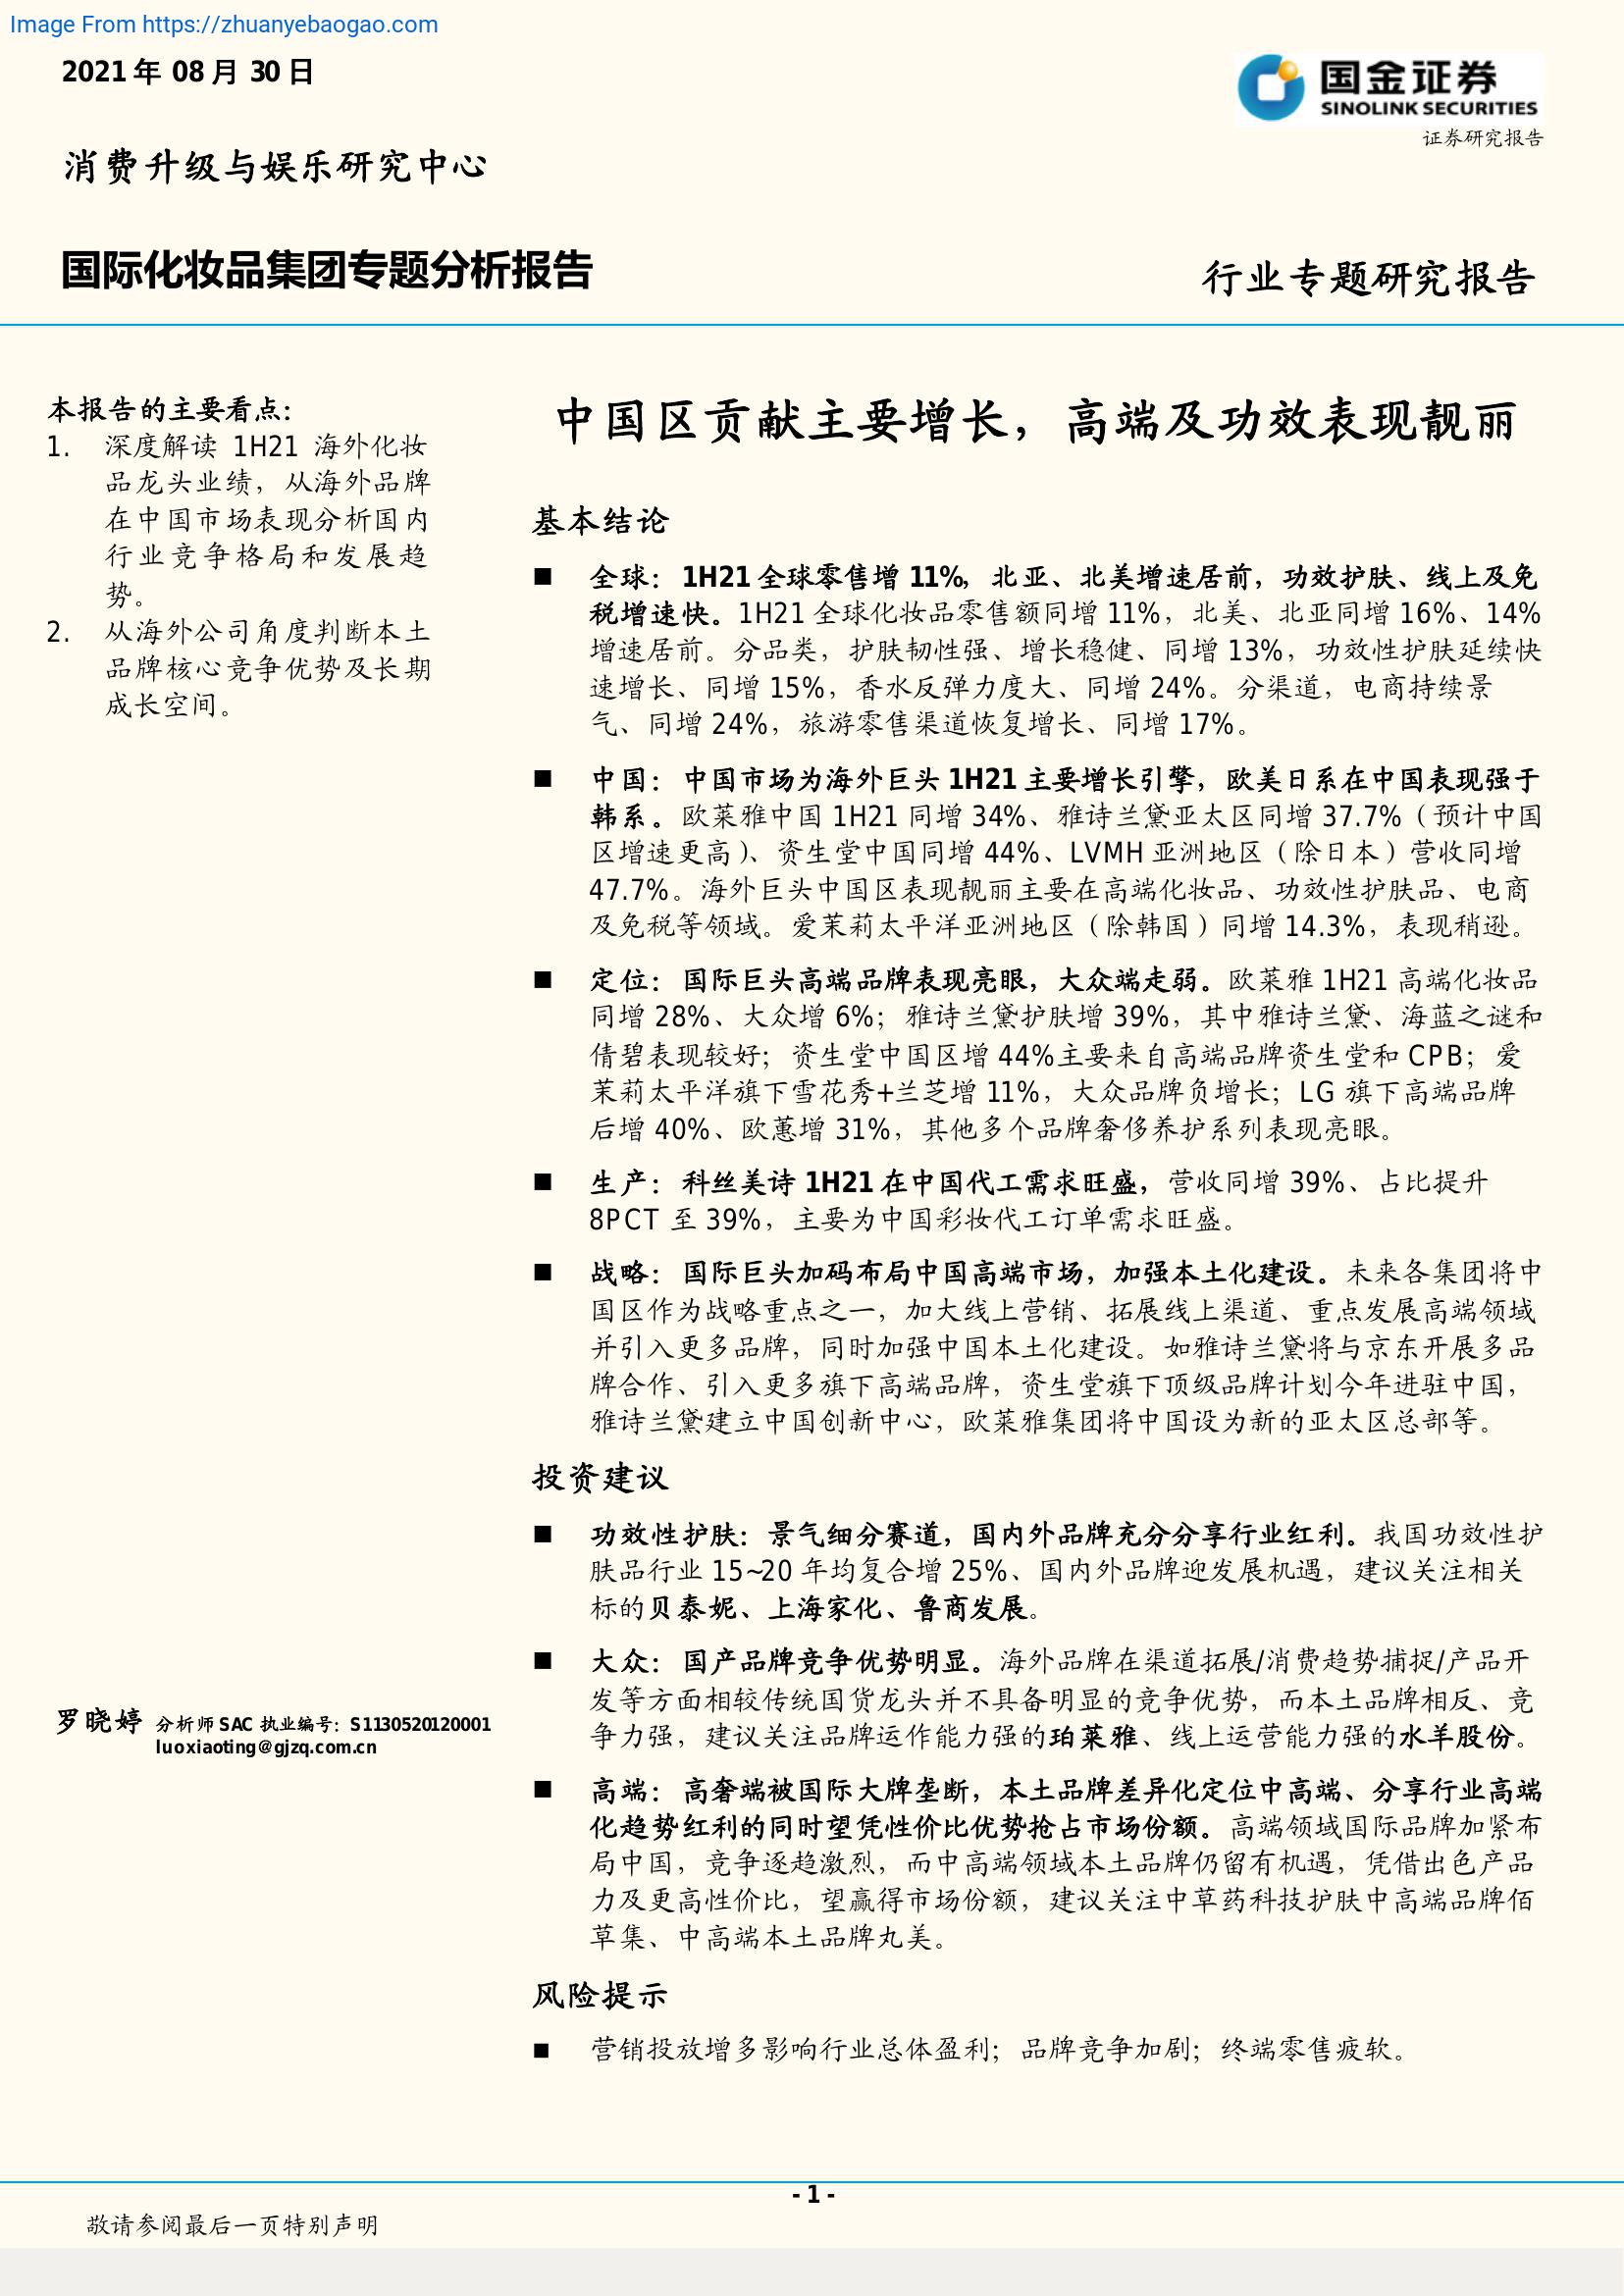 Image From https://zhuanyebaogao.com
2021年 08月 30日
国金证券
SINOLINK SECURITIES
证券研究报告
消费升级与娱乐研究中心
国际化妆品集团专题分析报告
行业专题研究报告
本报告的主要看点：
1. 深度解读 1H21 海外化妆
品龙头业绩，从海外品牌
在中国市场表现分析国内
行业竞争格局和发展趋
势。
2. 从海外公司角度判断本土
品牌核心竞争优势及长期
成长空间。
罗晓婷 分析师 SAC 执业编号：S1130520120001
luoxiaoting@gjzq.com.cn
中国区贡献主要增长，高端及功效表现靓丽
基本结论
■ 全球：1H21全球零售增 11%，北亚、北美增速居前，功效护肤、线上及免
税增速快。1H21 全球化妆品零售额同增 11%，北美、北亚同增 16%、14%
增速居前。分品类，护肤韧性强、增长稳健、同增 13%，功效性护肤延续快
速增长、同增 15%，香水反弹力度大、同增 24%。分渠道，电商持续景
气、同增 24%，旅游零售渠道恢复增长、同增 17%。
■ 中国：中国市场为海外巨头 1H21 主要增长引擎，欧美日系在中国表现强于
韩系。欧莱雅中国 1H21 同增 34%、雅诗兰黛亚太区同增 37.7%（预计中国
区增速更高）、资生堂中国同增 44%、LVMH 亚洲地区（除日本）营收同增
47.7%。海外巨头中国区表现靓丽主要在高端化妆品、功效性护肤品、电商
及免税等领域。爱茉莉太平洋亚洲地区（除韩国）同增 14.3%，表现稍逊。
■ 定位：国际巨头高端品牌表现亮眼，大众端走弱。欧莱雅 1H21 高端化妆品
同增 28%、大众增 6%；雅诗兰黛护肤增 39%，其中雅诗兰黛、海蓝之谜和
倩碧表现较好；资生堂中国区增 44%主要来自高端品牌资生堂和 CPB；爱
茉莉太平洋旗下雪花秀+兰芝增 11%，大众品牌负增长；LG 旗下高端品牌
后增 40%、欧蕙增 31%，其他多个品牌奢侈养护系列表现亮眼。
■ 生产：科丝美诗 1H21 在中国代工需求旺盛，营收同增 39%、占比提升
8PCT 至 39%，主要为中国彩妆代工订单需求旺盛。
■ 战略：国际巨头加码布局中国高端市场，加强本土化建设。未来各集团将中
国区作为战略重点之一，加大线上营销、拓展线上渠道、重点发展高端领域
并引入更多品牌，同时加强中国本土化建设。如雅诗兰黛将与京东开展多品
牌合作、引入更多旗下高端品牌，资生堂旗下顶级品牌计划今年进驻中国，
雅诗兰黛建立中国创新中心，欧莱雅集团将中国设为新的亚太区总部等。
投资建议
■ 功效性护肤：景气细分赛道，国内外品牌充分分享行业红利。我国功效性护
肤品行业 15~20 年均复合增 25%、国内外品牌迎发展机遇，建议关注相关
标的贝泰妮、上海家化、鲁商发展。
■ 大众：国产品牌竞争优势明显。海外品牌在渠道拓展/消费趋势捕捉/产品开
发等方面相较传统国货龙头并不具备明显的竞争优势，而本土品牌相反、竞
争力强，建议关注品牌运作能力强的珀莱雅、线上运营能力强的水羊股份。
■ 高端：高奢端被国际大牌垄断，本土品牌差异化定位中高端、分享行业高端
化趋势红利的同时望凭性价比优势抢占市场份额。高端领域国际品牌加紧布
局中国，竞争逐趋激烈，而中高端领域本土品牌仍留有机遇，凭借出色产品
力及更高性价比，望赢得市场份额，建议关注中草药科技护肤中高端品牌佰
草集、中高端本土品牌丸美。
风险提示
■ 营销投放增多影响行业总体盈利；品牌竞争加剧；终端零售疲软。
- 1 -
敬请参阅最后一页特别声明